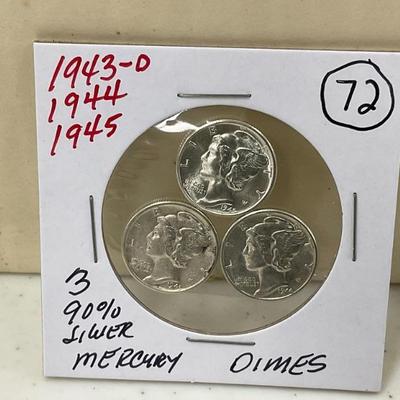 1943-D
1944
1945
72
3
90%
SILVER
MERCURY DIMES